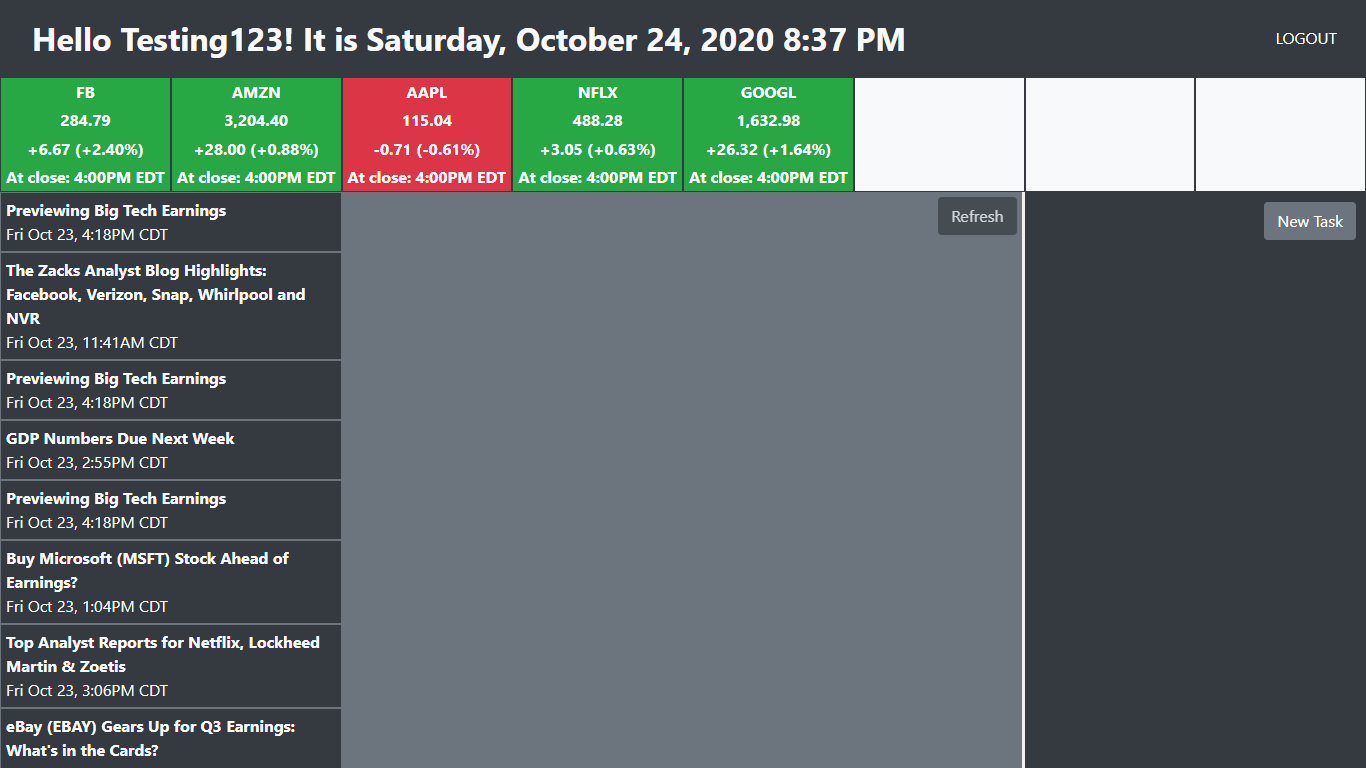 Hello Testing123! It is Saturday, October 24, 2020 8:37 PM
LOGOUT
FB
284.79
+6.67 (+2.40%)
At close: 4:00PM EDT
AMZN
3,204.40
+28.00 (+0.88%)
At close: 4:00PM EDT
AAPL
115.04
-0.71 (-0.61%)
At close: 4:00PM EDT
NFLX
488.28
+3.05 (+0.63%)
At close: 4:00PM EDT
GOOGL
1,632.98
+26.32 (+1.64%)
At close: 4:00PM EDT
Previewing Big Tech Earnings
Fri Oct 23, 4:18PM CDT
The Zacks Analyst Blog Highlights:
Facebook, Verizon, Snap, Whirlpool and
NVR
Fri Oct 23, 11:41AM CDT
Previewing Big Tech Earnings
Fri Oct 23, 4:18PM CDT
GDP Numbers Due Next Week
Fri Oct 23, 2:55PM CDT
Previewing Big Tech Earnings
Fri Oct 23, 4:18PM CDT
Buy Microsoft (MSFT) Stock Ahead of
Earnings?
Fri Oct 23, 1:04PM CDT
Top Analyst Reports for Netflix, Lockheed
Martin & Zoetis
Fri Oct 23, 3:06PM CDT
eBay (EBAY) Gears Up for Q3 Earnings:
What's in the Cards?
Refresh
New Task